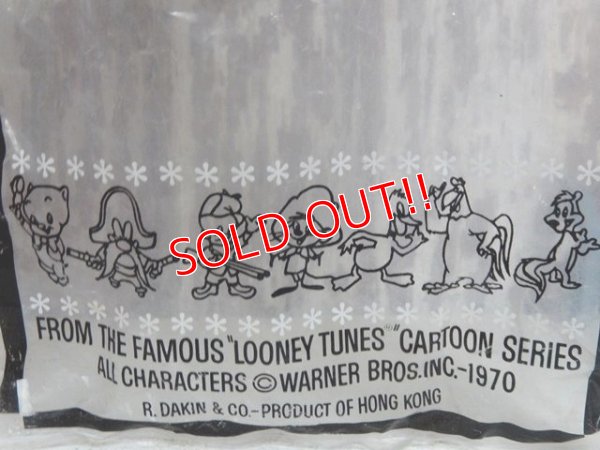 SOLD OUT!!
FROM THE FAMOUS "LOONEY TUNES®" CARTOON SERIES
ALL CHARACTERS © WARNER BROS. INC.-1970
R. DAKIN & CO.-PRODUCT OF HONG KONG